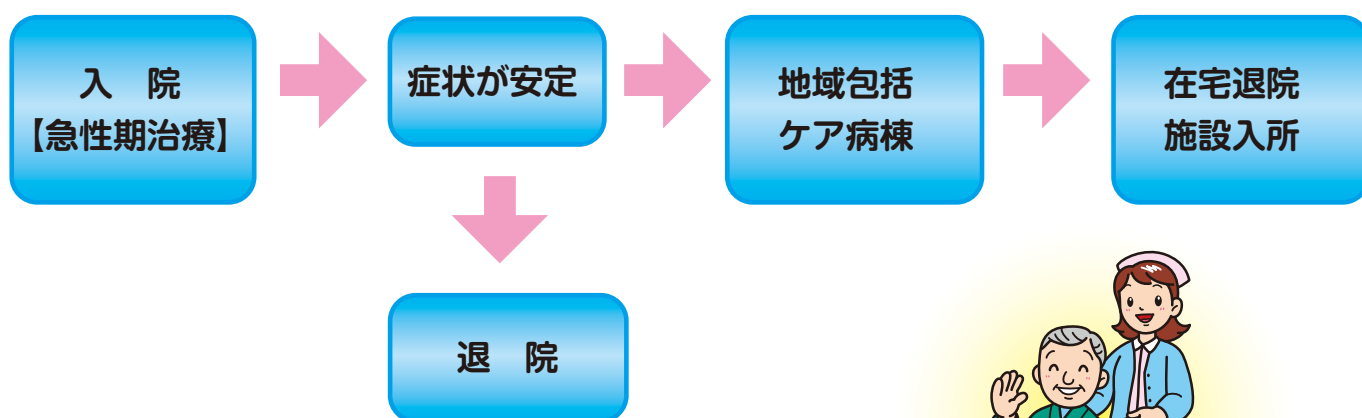 入　院
【急性期治療】
症状が安定
地域包括
ケア病棟
在宅退院
施設入所
退　院